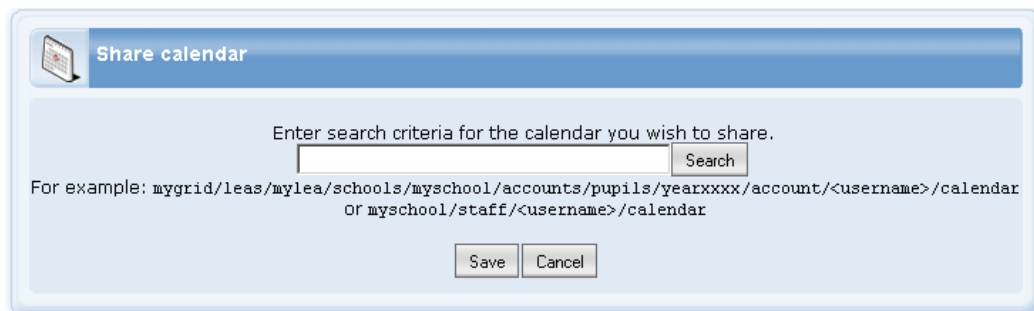 Share calendar
Enter search criteria for the calendar you wish to share.
Search
For example: mygrid/leas/mylea/schools/myschool/accounts/pupils/yearxxxx/account/<username>/calendar
or myschool/staff/<username>/calendar
Save Cancel